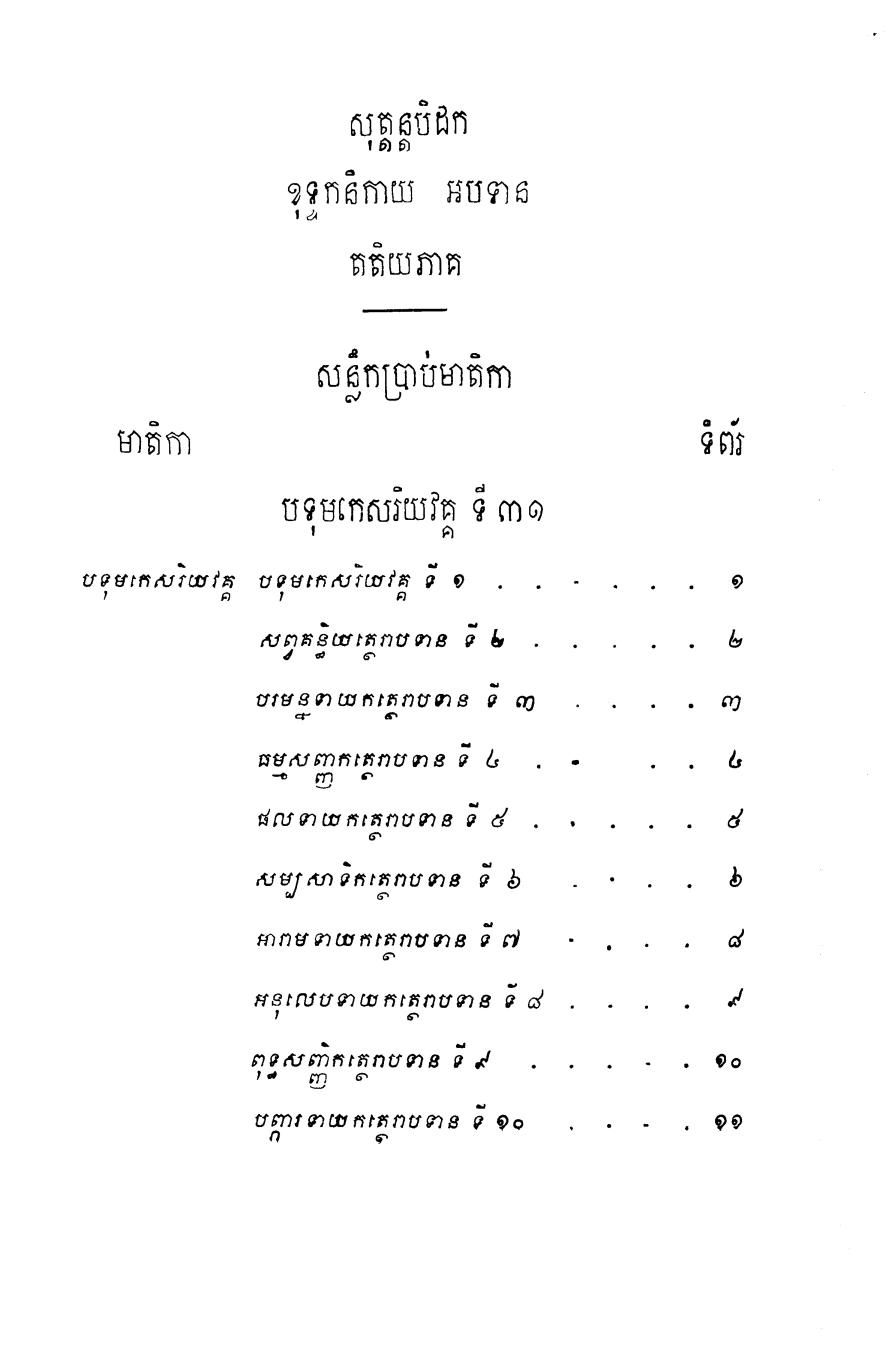 សុត្តន្តបិដក
ខុទ្ទកនិកាយ អបទាន
តតិយភាគ
សន្លឹកប្រាប់មាតិកា
មាតិកា ទំព័រ
បទុមកេសរិយវគ្គ ទី ៣១
បទុមកេសរិយវគ្គ បទុមកេសរិយវគ្គ ទី ១ . . . . . . ១
សព្វគន្ធិយត្ថេរាបទាន ទី ២ . . . . . ២
បរមន្នទាយកត្ថេរាបទាន ទី ៣ . . . . ៣
ធម្មសញ្ញកត្ថេរាបទាន ទី ៤ . . . . ៤
ផលទាយកត្ថេរាបទាន ទី ៥ . . . . . ៥
សម្បសាទិកត្ថេរាបទាន ទី ៦ . . . . ៦
អារាមទាយកត្ថេរាបទាន ទី ៧ . . . . ៨
អនុលេបទាយកត្ថេរាបទាន ទី ៨ . . . . ៩
ពុទ្ធសញ្ញិកត្ថេរាបទាន ទី ៩ . . . . . ១០
បព្ភារទាយកត្ថេរាបទាន ទី ១០ . . . . ១១